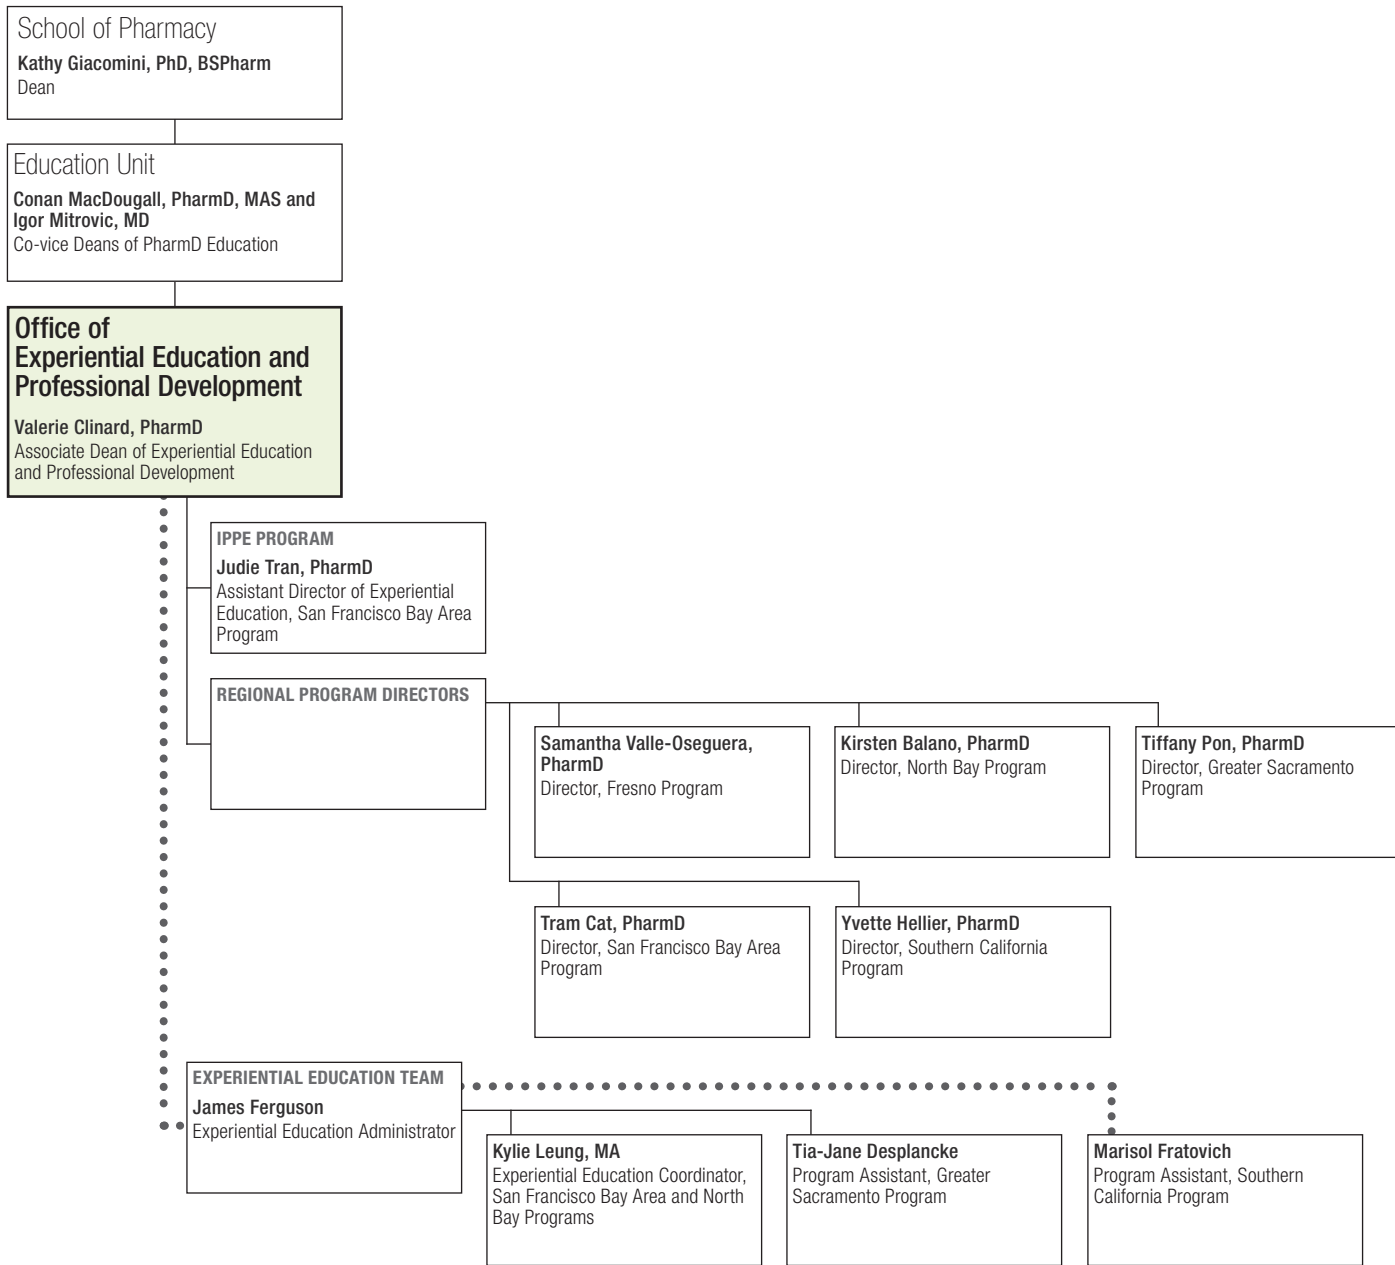 School of Pharmacy
Kathy Giacomini, PhD, BSPharm
Dean
Education Unit
Conan MacDougall, PharmD, MAS and
Igor Mitrovic, MD
Co-vice Deans of PharmD Education
Office of
Experiential Education and
Professional Development
Valerie Clinard, PharmD
Associate Dean of Experiential Education
and Professional Development
IPPE PROGRAM
Judie Tran, PharmD
Assistant Director of Experiential
Education, San Francisco Bay Area
Program
REGIONAL PROGRAM DIRECTORS
Samantha Valle-Oseguera,
PharmD
Director, Fresno Program
Kirsten Balano, PharmD
Director, North Bay Program
Tiffany Pon, PharmD
Director, Greater Sacramento
Program
Tram Cat, PharmD
Director, San Francisco Bay Area
Program
Yvette Hellier, PharmD
Director, Southern California
Program
EXPERIENTIAL EDUCATION TEAM
James Ferguson
Experiential Education Administrator
Kylie Leung, MA
Experiential Education Coordinator,
San Francisco Bay Area and North
Bay Programs
Tia-Jane Desplancke
Program Assistant, Greater
Sacramento Program
Marisol Fratovich
Program Assistant, Southern
California Program